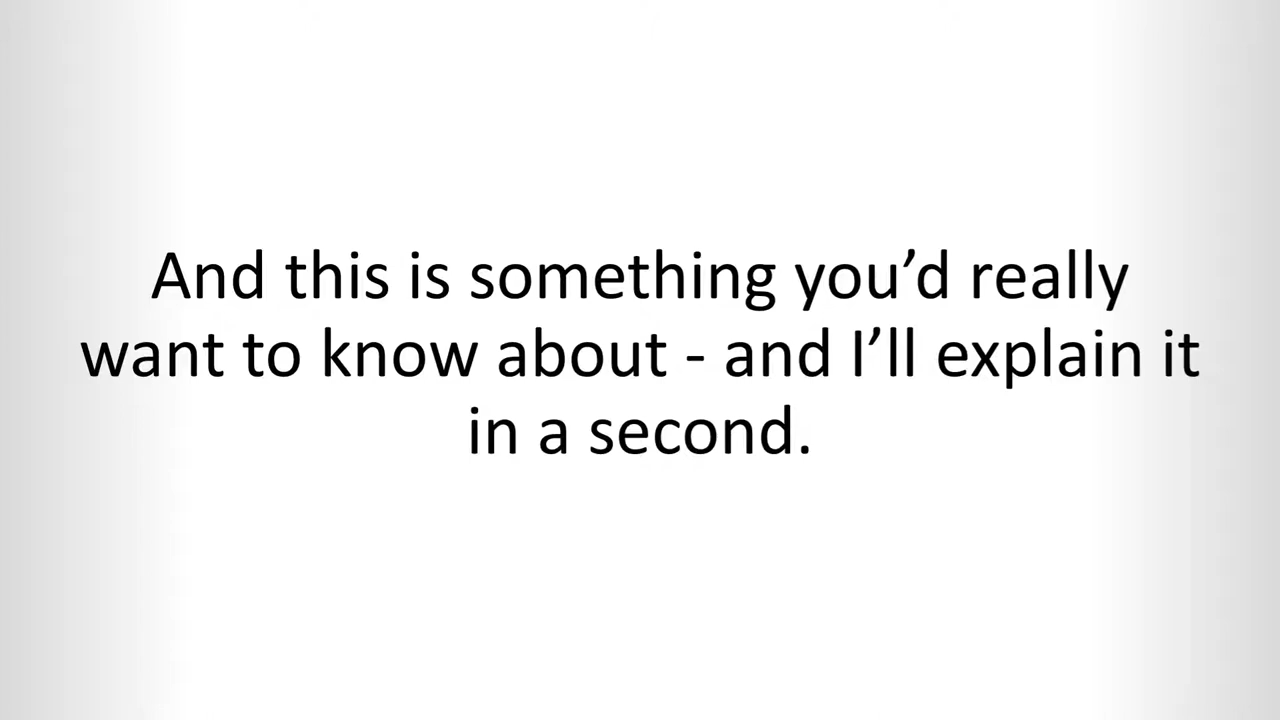 And this is something you’d really
want to know about - and I’ll explain it
in a second.